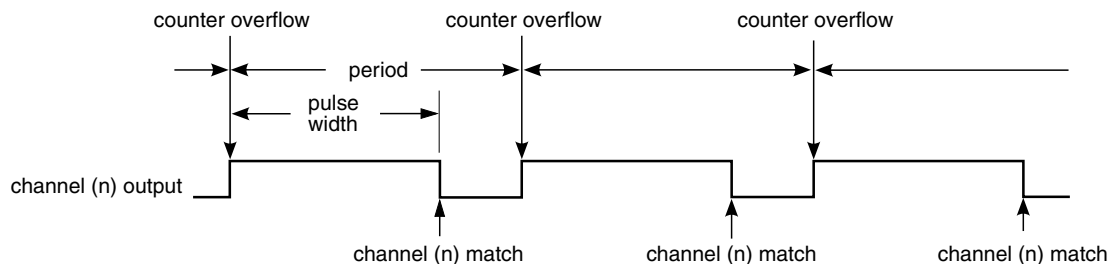 counter overflow counter overflow counter overflow
period
pulse
width
channel (n) output
channel (n) match channel (n) match channel (n) match